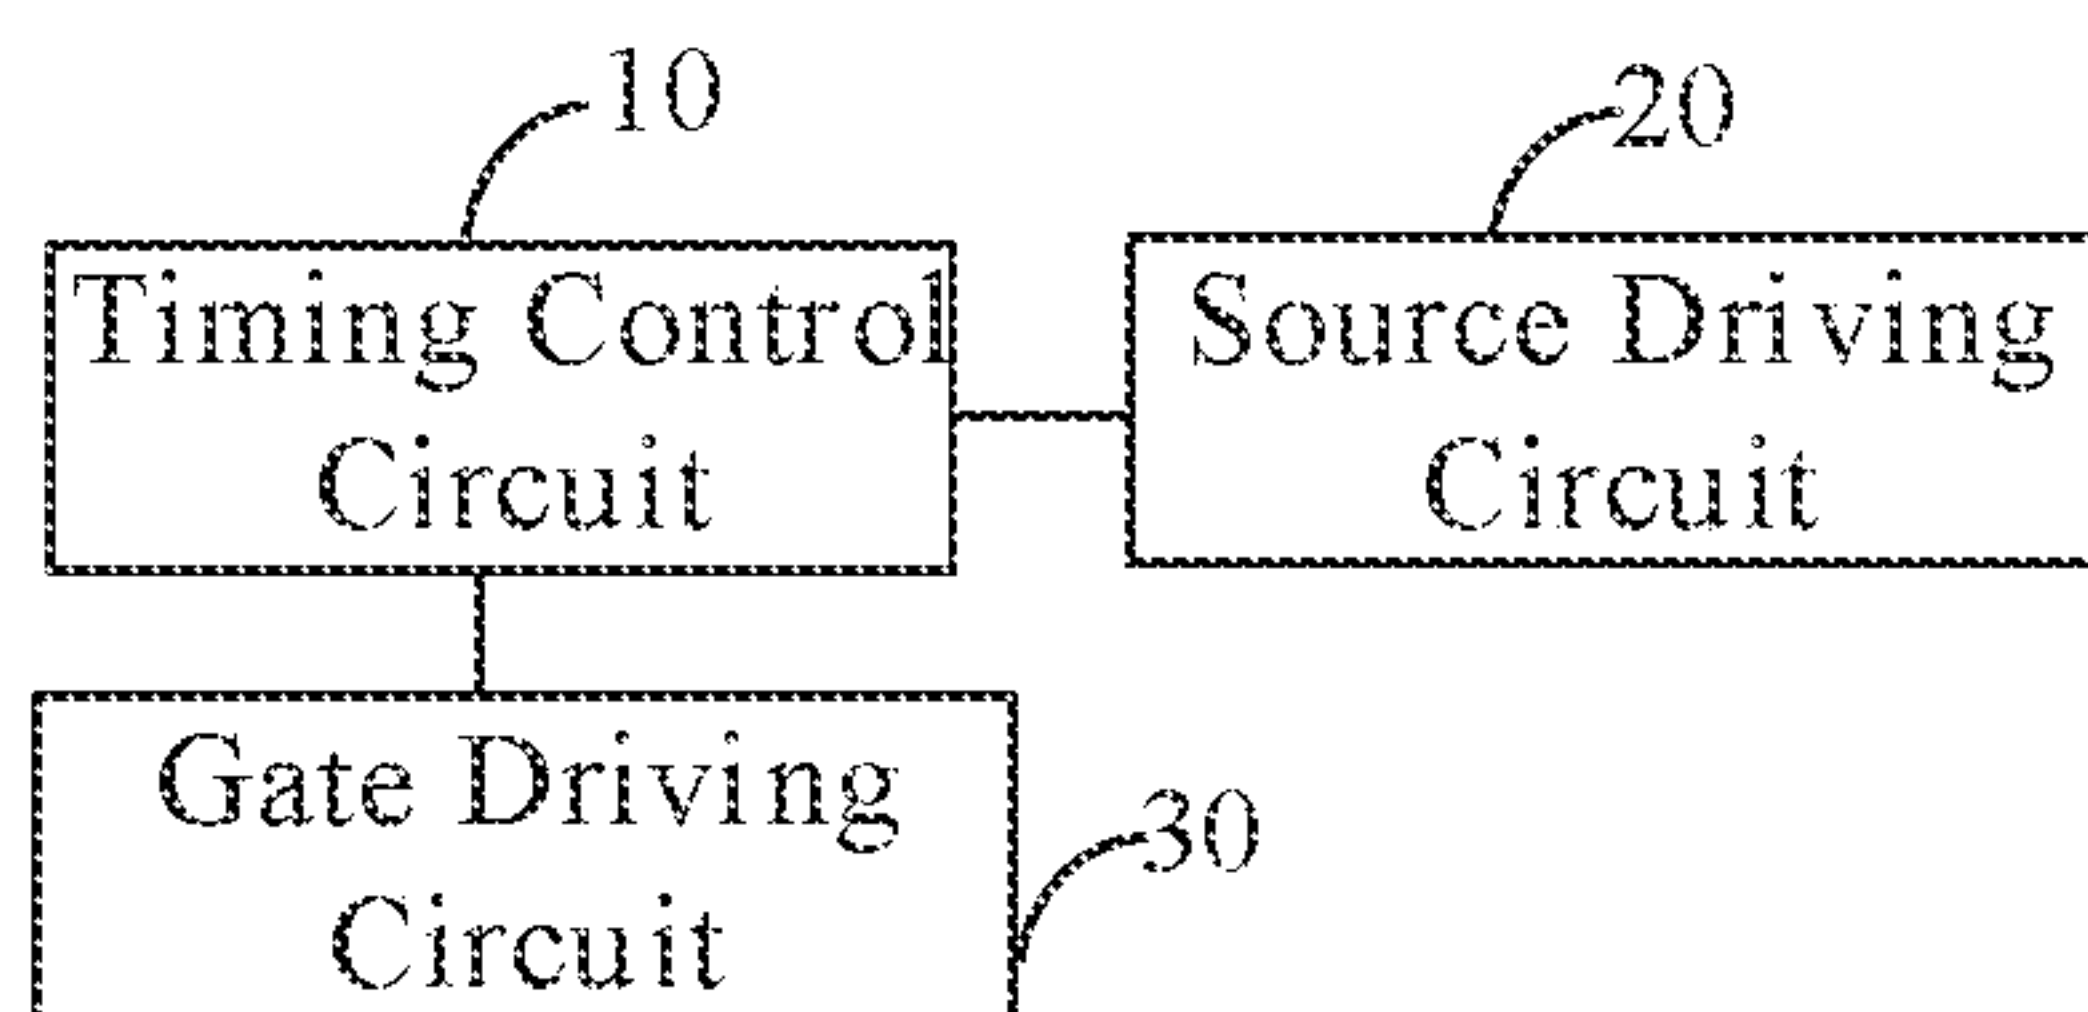 10
20
Timing Control
Circuit
Source Driving
Circuit
Gate Driving
Circuit
30